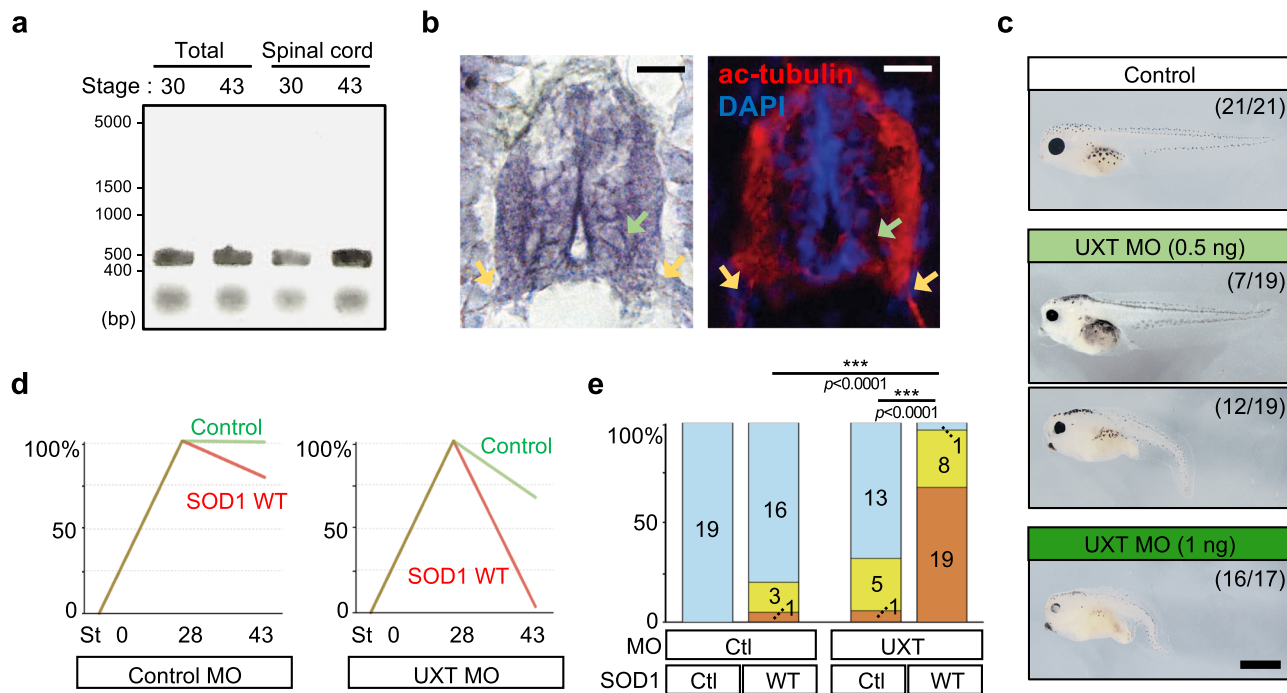 a
Total Spinal cord
Stage : 30 43 30 43
5000
1500
1000
500
400
(bp)
b
ac-tubulin
DAPI
c
Control
(21/21)
UXT MO (0.5 ng)
(7/19)
(12/19)
UXT MO (1 ng)
(16/17)
d
100%
50
0
Control
SOD1 WT
St 0 28 43
Control MO
100%
50
0
Control
SOD1 WT
St 0 28 43
UXT MO
e
***
p<0.0001
***
p<0.0001
100%
50
0
19
16
3
1
13
5
1
1
8
19
MO Ctl UXT
SOD1 Ctl WT Ctl WT